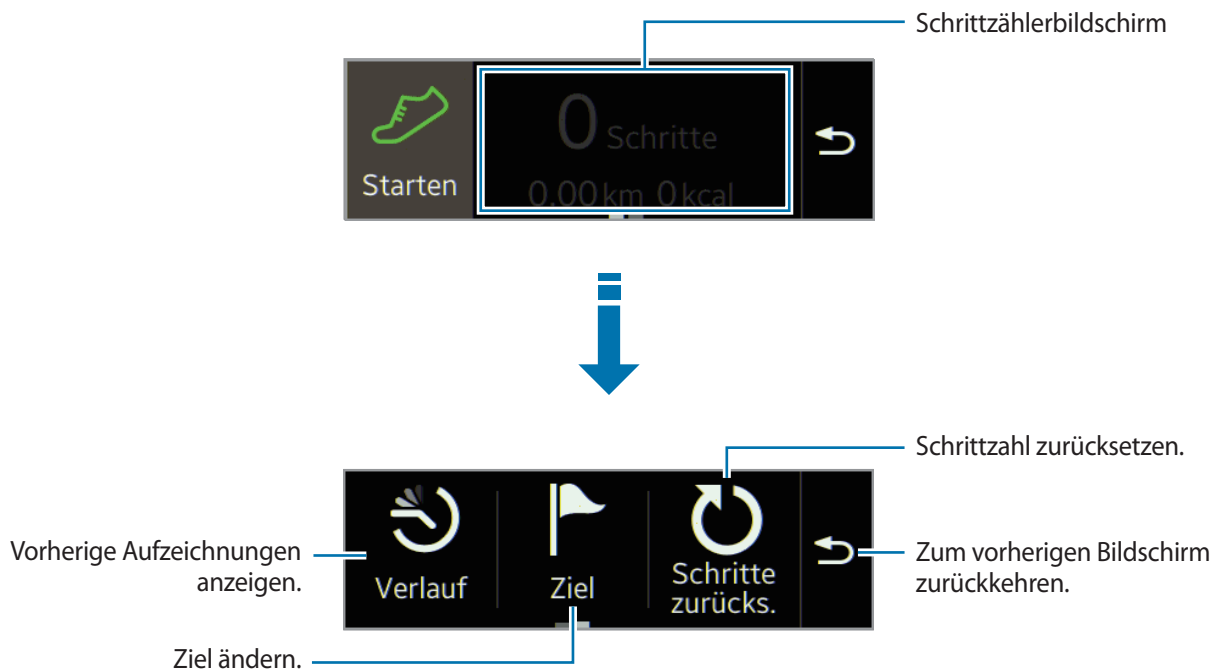 Schrittzählerbildschirm
0 Schritte
Starten
0.00 km 0 kcal
Schrittzahl zurücksetzen.
Vorherige Aufzeichnungen
anzeigen.
Verlauf
Ziel
Schritte
zurücks.
Zum vorherigen Bildschirm
zurückkehren.
Ziel ändern.